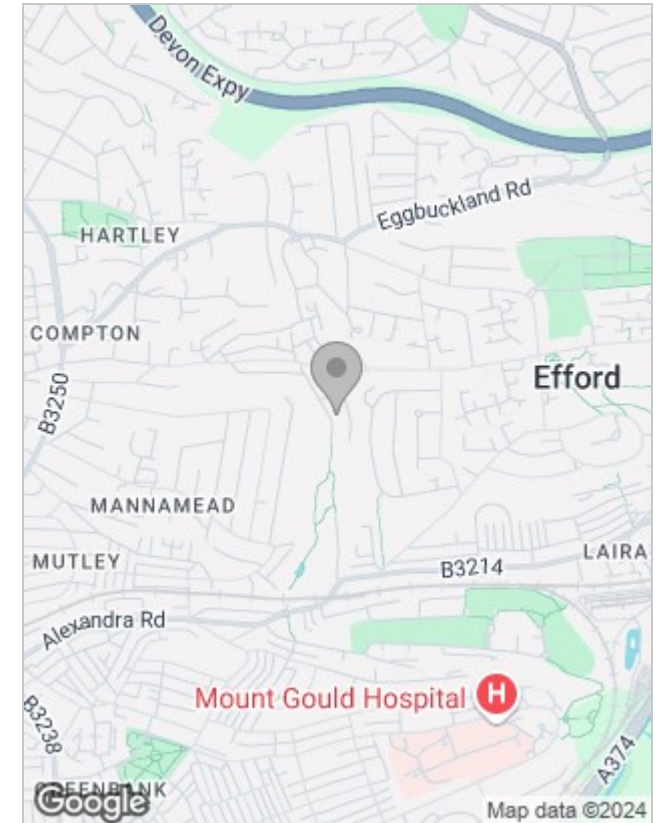 Devon Expy
Eggbuckland Rd
HARTLEY
COMPTON
Efford
B3250
MANNAMEAD
MUTLEY
LAIRA
B3214
Alexandra Rd
Mount Gould Hospital
H
B3238
A374
GREENBANK
Google
Map data ©2024